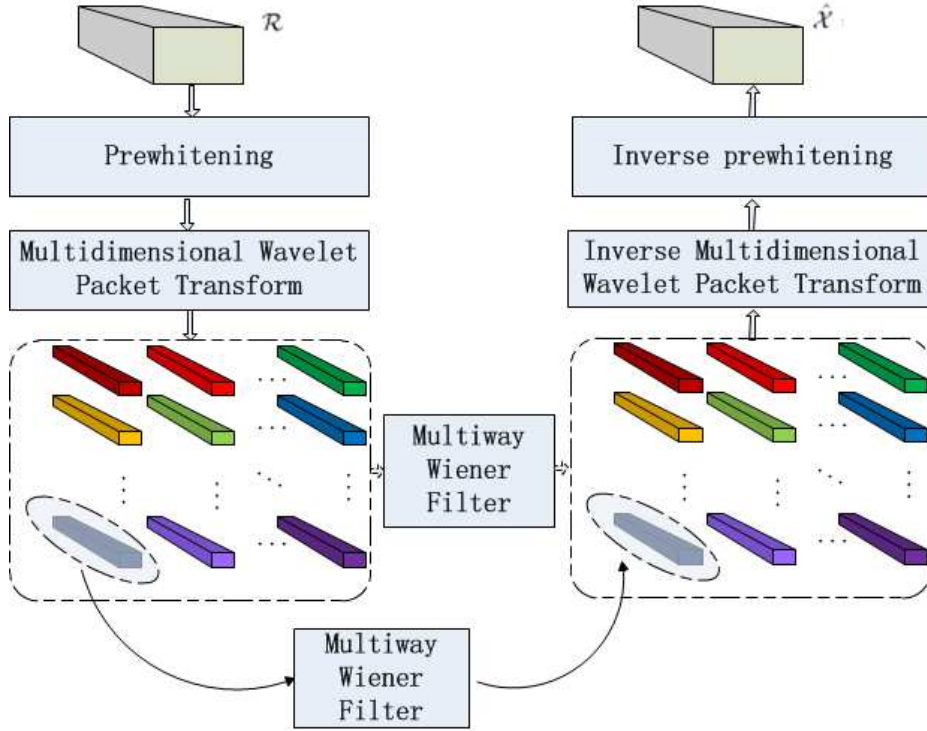 ℛ
𝒳̂
Prewhitening
Inverse prewhitening
Multidimensional Wavelet
Packet Transform
Inverse Multidimensional
Wavelet Packet Transform
Multiway
Wiener
Filter
Multiway
Wiener
Filter